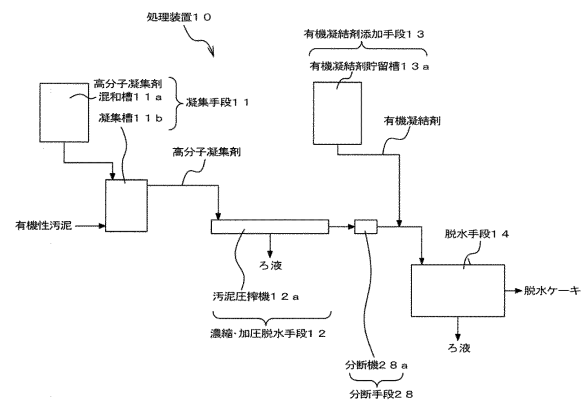 処理装置10
有機凝結剤添加手段13
有機凝結剤貯留槽13a
高分子凝集剤
混和槽11a
凝集手段11
凝集槽11b
有機凝結剤
高分子凝集剤
有機性汚泥
脱水手段14
ろ液
脱水ケーキ
汚泥圧搾機12a
濃縮・加圧脱水手段12
ろ液
分断機28a
分断手段28